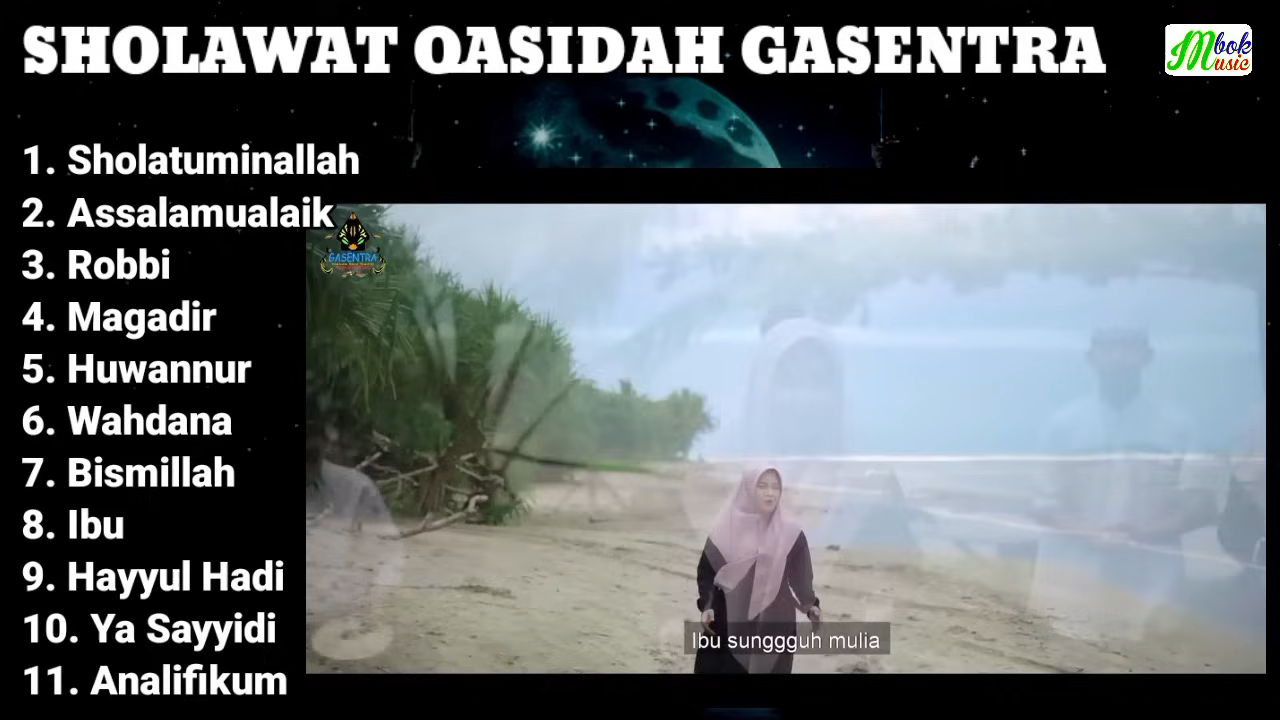 SHOLAWAT QASIDAH GASENTRA
Mbok
Music
1. Sholatuminallah
2. Assalamualaik
3. Robbi
4. Magadir
5. Huwannur
6. Wahdana
7. Bismillah
8. Ibu
9. Hayyul Hadi
10. Ya Sayyidi
11. Analifikum
GASENTRA
Ibu sunggguh mulia